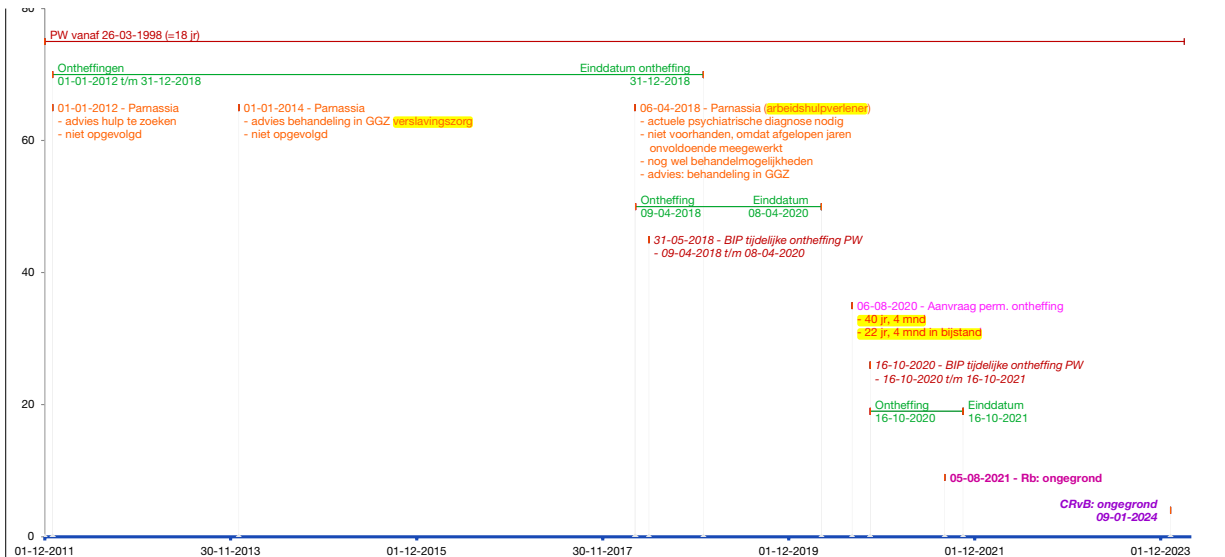 80
PW vanaf 26-03-1998 (=18 jr)
Ontheffingen
01-01-2012 t/m 31-12-2018
Einddatum ontheffing
31-12-2018
01-01-2012 - Parnassia
- advies hulp te zoeken
- niet opgevolgd
01-01-2014 - Parnassia
- advies behandeling in GGZ verslavingszorg
- niet opgevolgd
06-04-2018 - Parnassia (arbeidshulpverlener)
- actuele psychiatrische diagnose nodig
- niet voorhanden, omdat afgelopen jaren
onvoldoende meegewerkt
- nog wel behandelmogelijkheden
- advies: behandeling in GGZ
60
Ontheffing
09-04-2018
Einddatum
08-04-2020
31-05-2018 - BIP tijdelijke ontheffing PW
- 09-04-2018 t/m 08-04-2020
40
06-08-2020 - Aanvraag perm. ontheffing
- 40 jr, 4 mnd
- 22 jr, 4 mnd in bijstand
16-10-2020 - BIP tijdelijke ontheffing PW
- 16-10-2020 t/m 16-10-2021
20
Ontheffing
16-10-2020
Einddatum
16-10-2021
05-08-2021 - Rb: ongegrond
CRvB: ongegrond
09-01-2024
0
01-12-2011
30-11-2013
01-12-2015
30-11-2017
01-12-2019
01-12-2021
01-12-2023